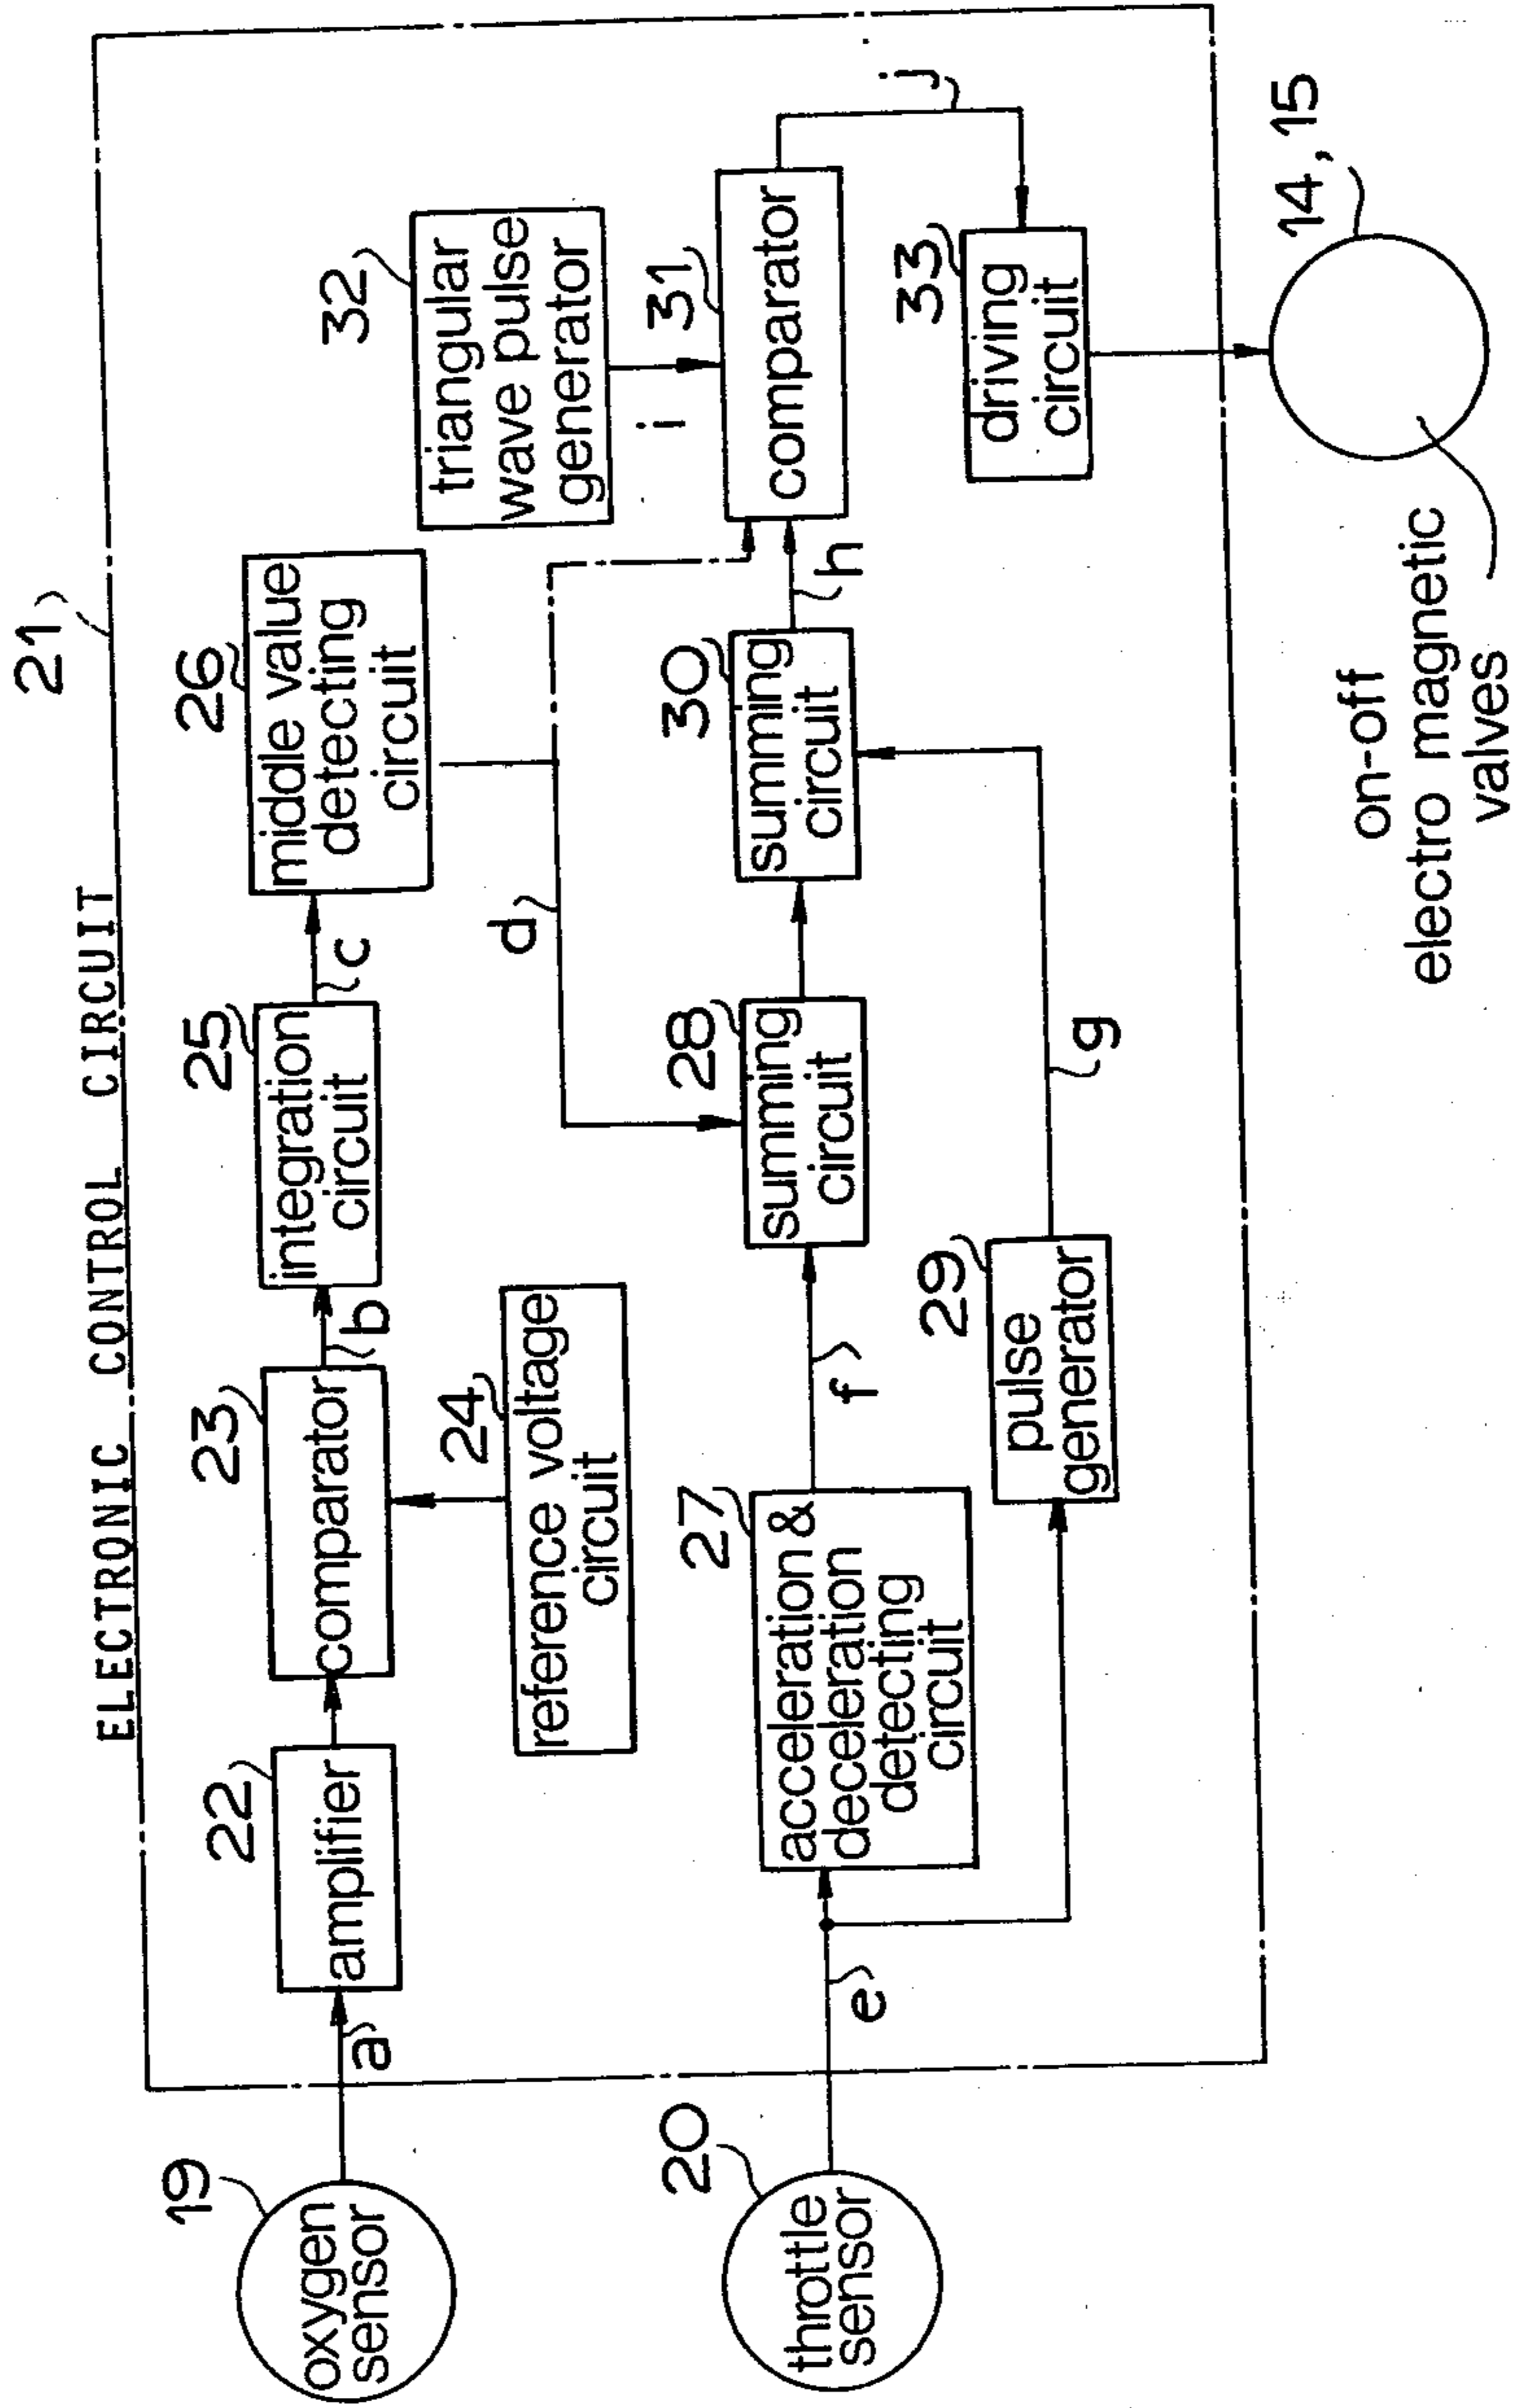 21
ELECTRONIC CONTROL CIRCUIT
19
oxygen
sensor
a
22
amplifier
23
comparator
b
24
reference voltage
circuit
25
integration
circuit
c
26
middle value
detecting
circuit
d
32
triangular
wave pulse
generator
i
20
throttle
sensor
e
27
acceleration &
deceleration
detecting
circuit
f
28
summing
circuit
30
summing
circuit
h
31
comparator
j
29
pulse
generator
g
33
driving
circuit
14, 15
on-off
electro magnetic
valves